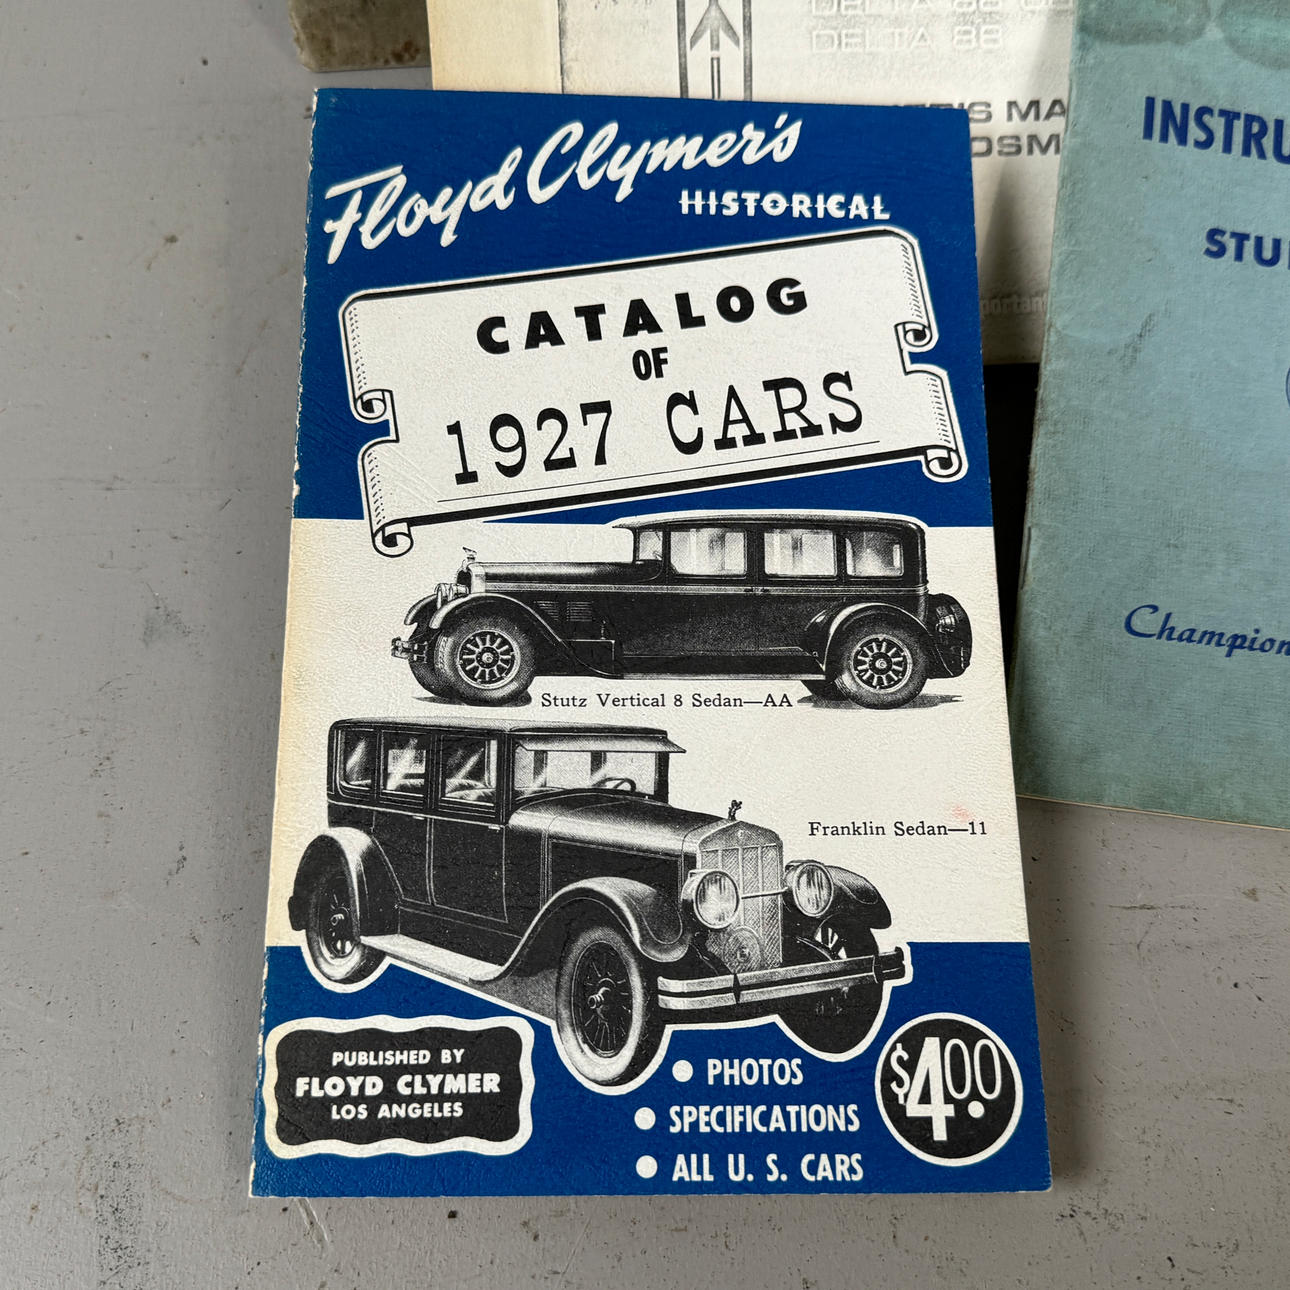 DELTA 88
Floyd Clymer's
HISTORICAL
CATALOG
OF
1927 CARS
Stutz Vertical 8 Sedan—AA
Franklin Sedan—11
PUBLISHED BY
FLOYD CLYMER
LOS ANGELES
• PHOTOS
• SPECIFICATIONS
• ALL U. S. CARS
$4.00
INSTRU
STU
Champion